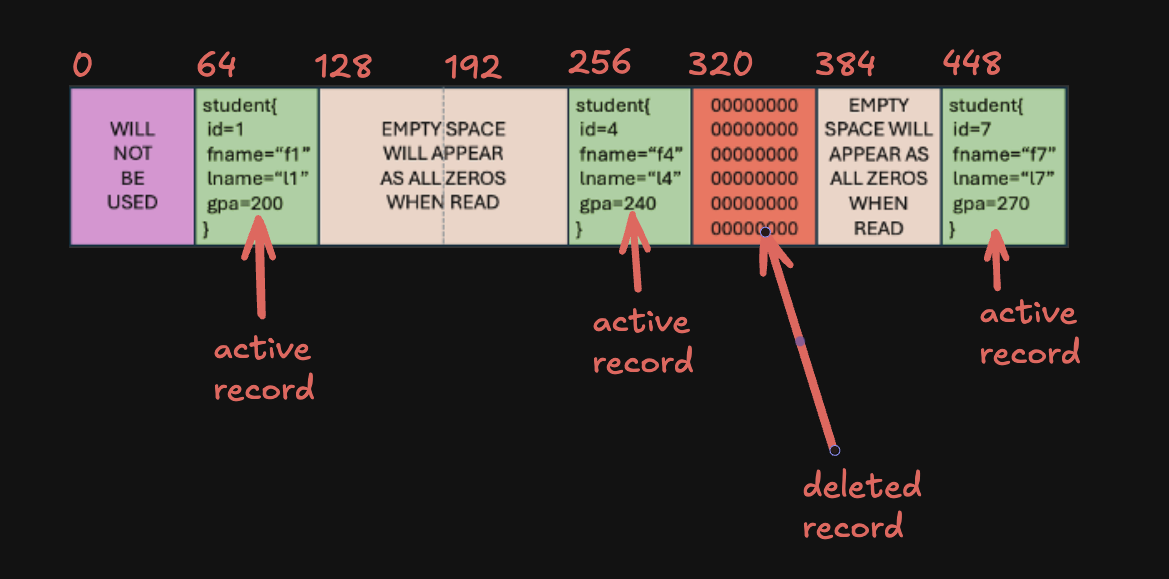 0 64 128 192 256 320 384 448
WILL
NOT
BE
USED
student{
id=1
fname=“f1”
lname=“l1”
gpa=200
}
EMPTY SPACE
WILL APPEAR
AS ALL ZEROS
WHEN READ
student{
id=4
fname=“f4”
lname=“l4”
gpa=240
}
00000000
00000000
00000000
00000000
00000000
00000000
EMPTY
SPACE WILL
APPEAR AS
ALL ZEROS
WHEN
READ
student{
id=7
fname=“f7”
lname=“l7”
gpa=270
}
active
record
active
record
active
record
deleted
record